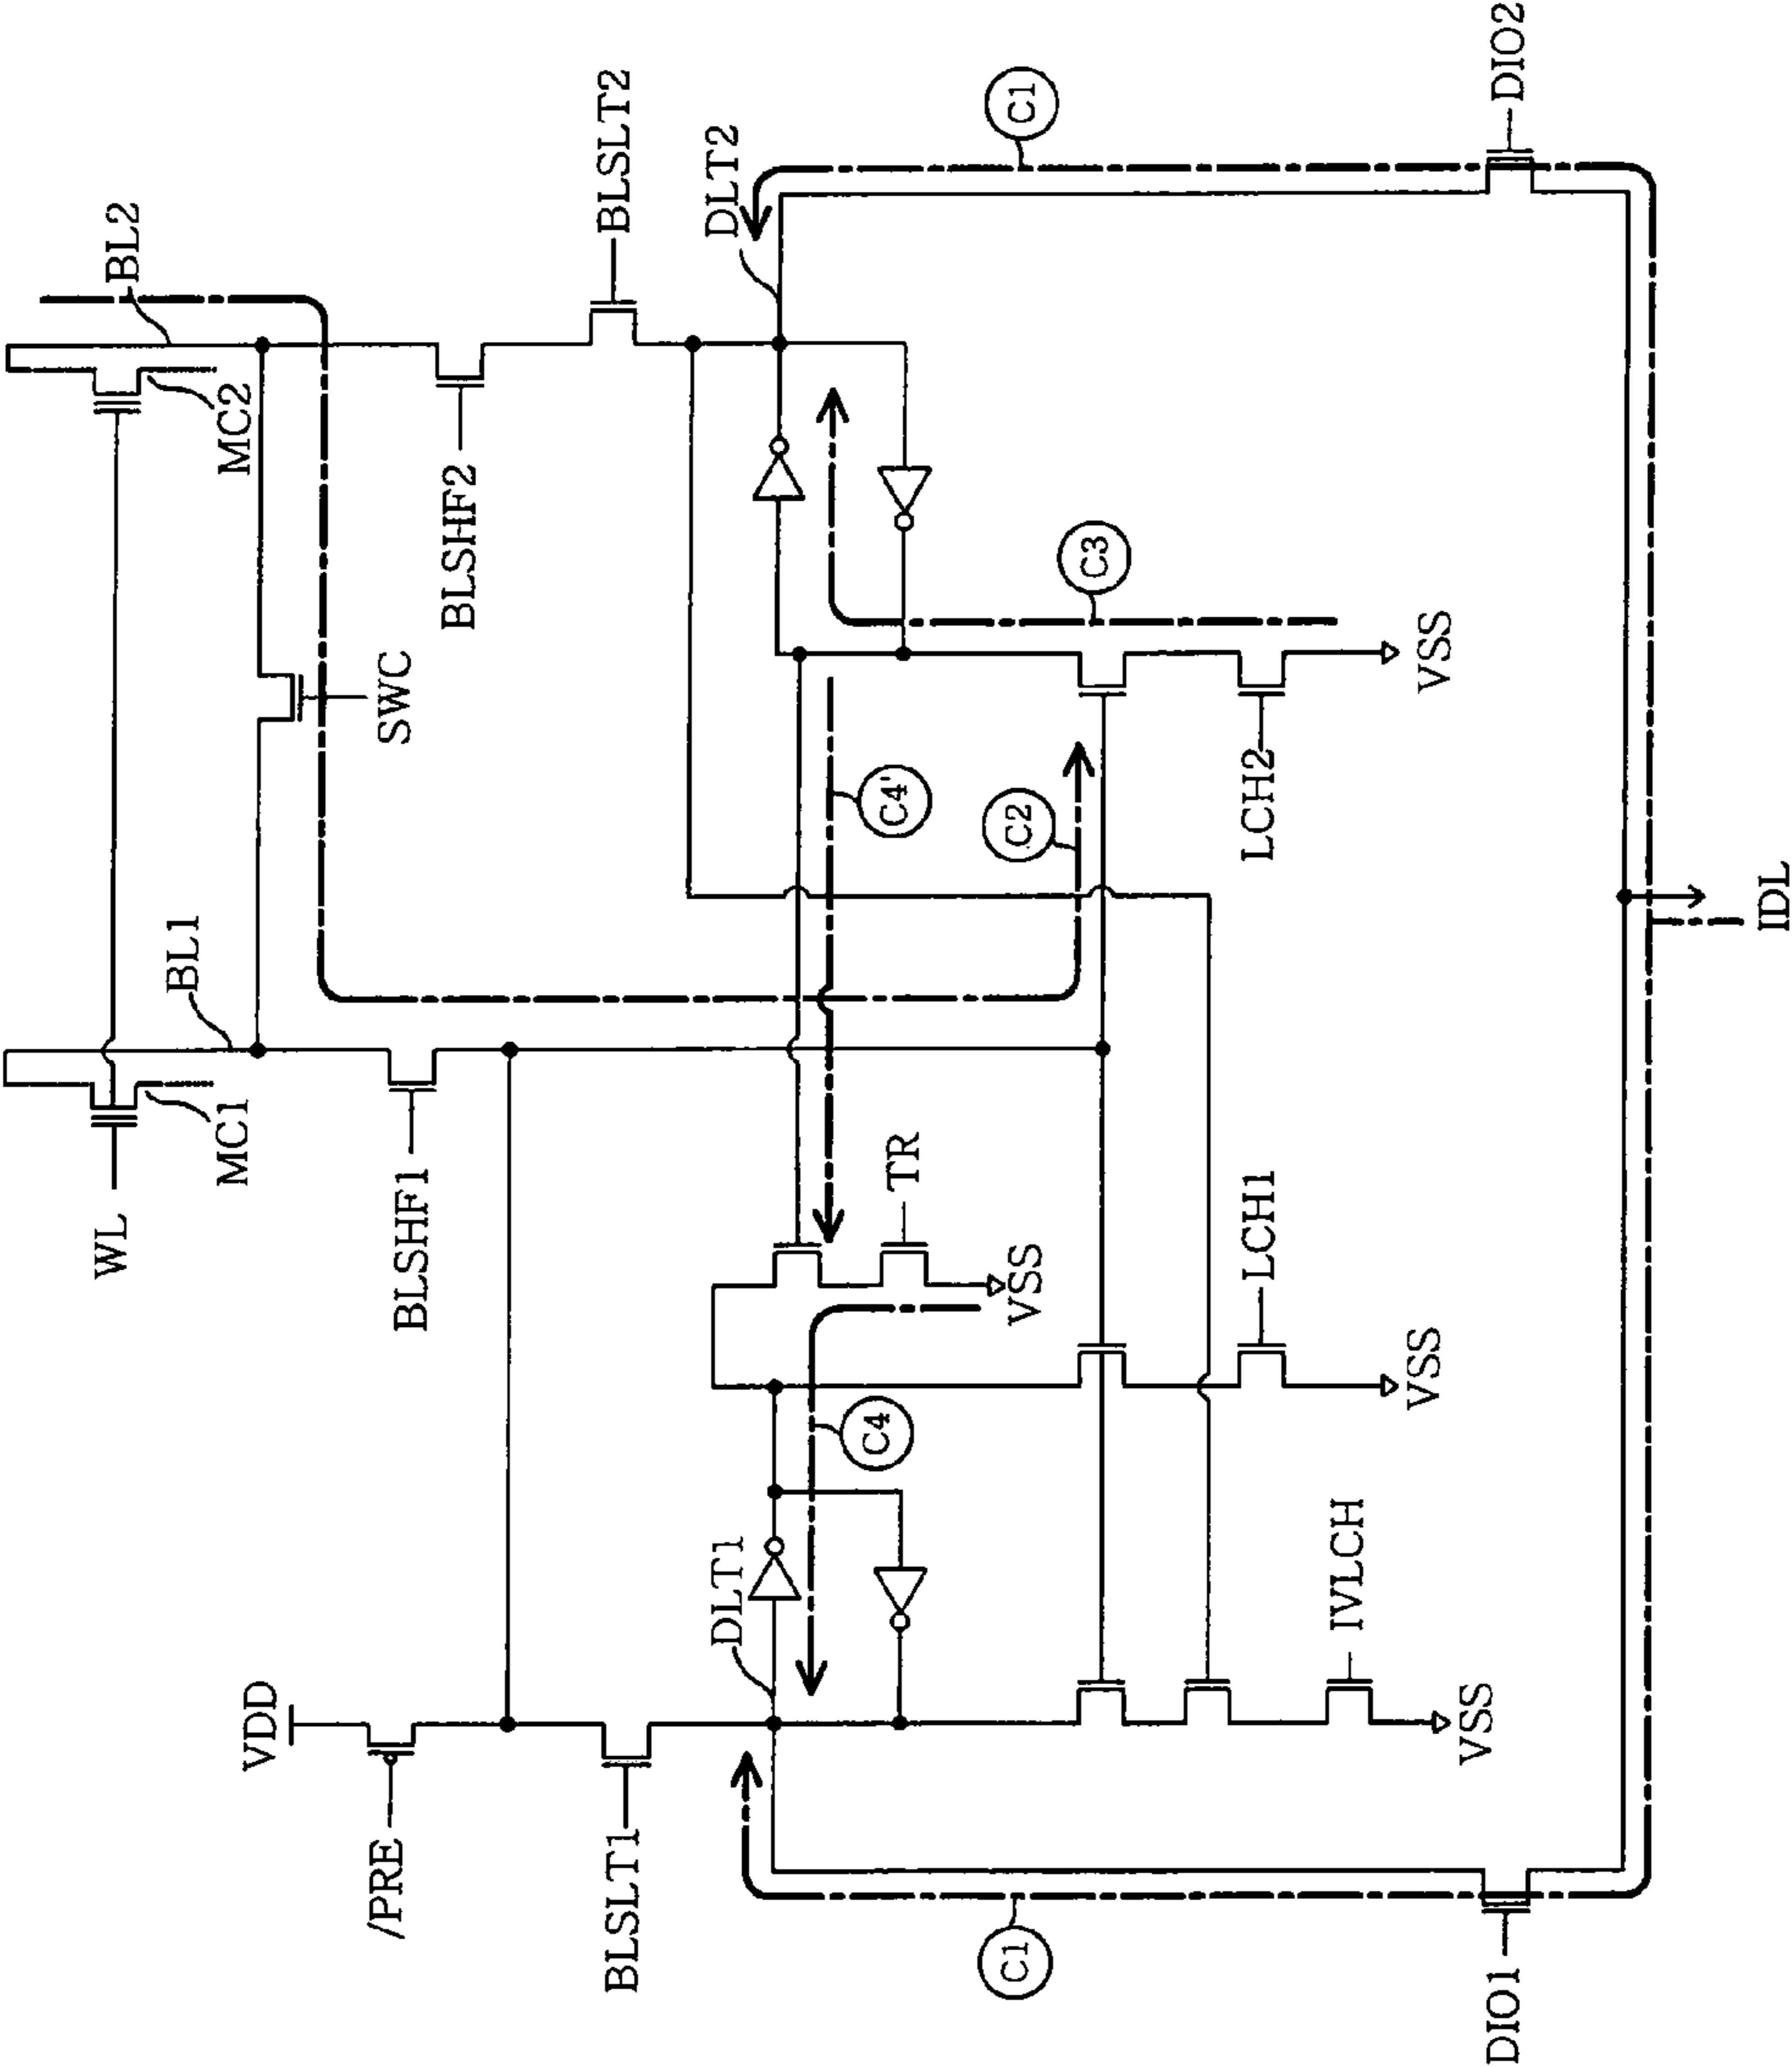 WL
MC1
BL1
MC2
BL2
SWC
VDD
/PRE
BLSHF1
BLSHF2
BLSLT1
BLSLT2
DLT1
DLT2
C4
C4'
TR
VSS
C2
C3
C1
C1
IVLCH
LCH1
LCH2
VSS
VSS
VSS
DIO1
DIO2
IDL